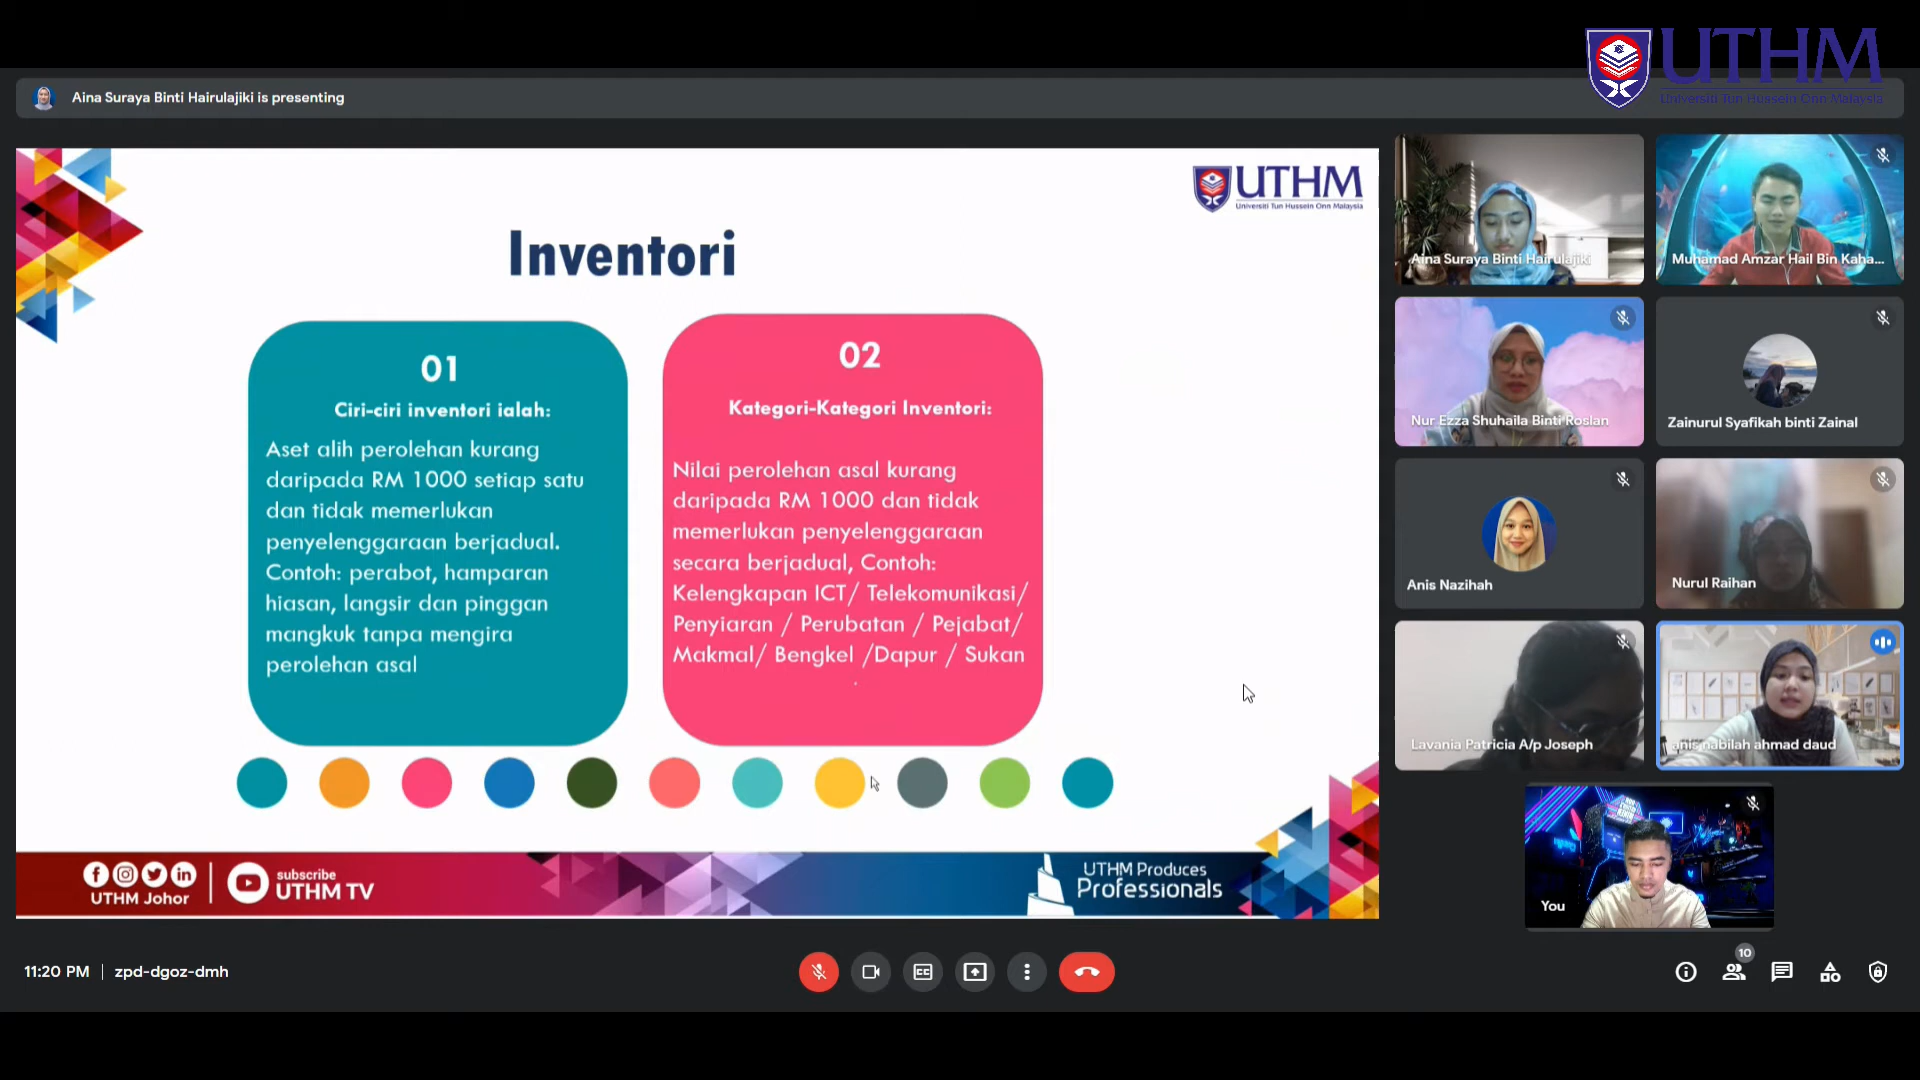 UTHM
Universiti Tun Hussein Onn Malaysia
Aina Suraya Binti Hairulajiki is presenting
UTHM
Universiti Tun Hussein Onn Malaysia
Inventori
01
Ciri-ciri inventori ialah:
Aset alih perolehan kurang
daripada RM 1000 setiap satu
dan tidak memerlukan
penyelenggaraan berjadual.
Contoh: perabot, hamparan
hiasan, langsir dan pinggan
mangkuk tanpa mengira
perolehan asal
02
Kategori-Kategori Inventori:
Nilai perolehan asal kurang
daripada RM 1000 dan tidak
memerlukan penyelenggaraan
secara berjadual, Contoh:
Kelengkapan ICT/ Telekomunikasi/
Penyiaran / Perubatan / Pejabat/
Makmal/ Bengkel /Dapur / Sukan
.
UTHM Johor
subscribe
UTHM TV
UTHM Produces
Professionals
Aina Suraya Binti Hairulajiki
Muhamad Amzar Hail Bin Kaha...
Nur Ezza Shuhaila Binti Roslan
Zainurul Syafikah binti Zainal
Anis Nazihah
Nurul Raihan
Lavania Patricia A/p Joseph
anis nabilah ahmad daud
You
11:20 PM | zpd-dgoz-dmh
10